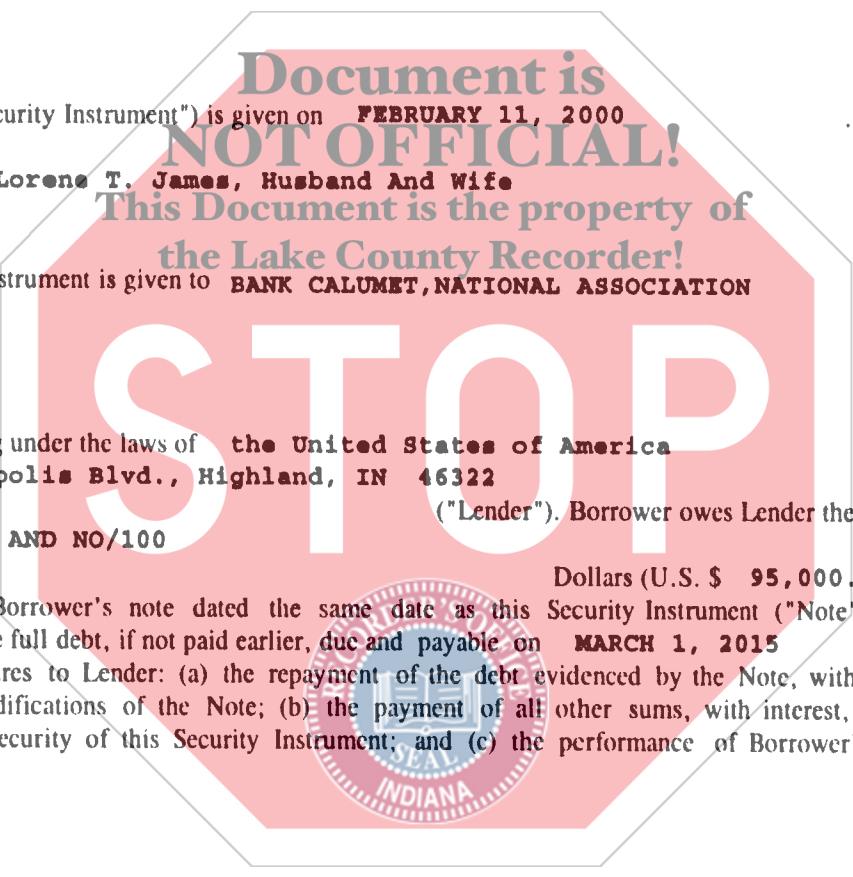 Document is
curity Instrument") is given on FEBRUARY 11, 2000
NOT OFFICIAL!
Lorene T. James, Husband And Wife
This Document is the property of
the Lake County Recorder!
strument is given to BANK CALUMET,NATIONAL ASSOCIATION
STOP
g under the laws of the United States of America
polis Blvd., Highland, IN 46322
("Lender"). Borrower owes Lender the
AND NO/100
Dollars (U.S. $ 95,000.
Borrower's note dated the same date as this Security Instrument ("Note"
e full debt, if not paid earlier, due and payable on MARCH 1, 2015
res to Lender: (a) the repayment of the debt evidenced by the Note, with
difications of the Note; (b) the payment of all other sums, with interest,
ecurity of this Security Instrument; and (c) the performance of Borrower'
RECORDER'S OFFICE
SEAL
INDIANA